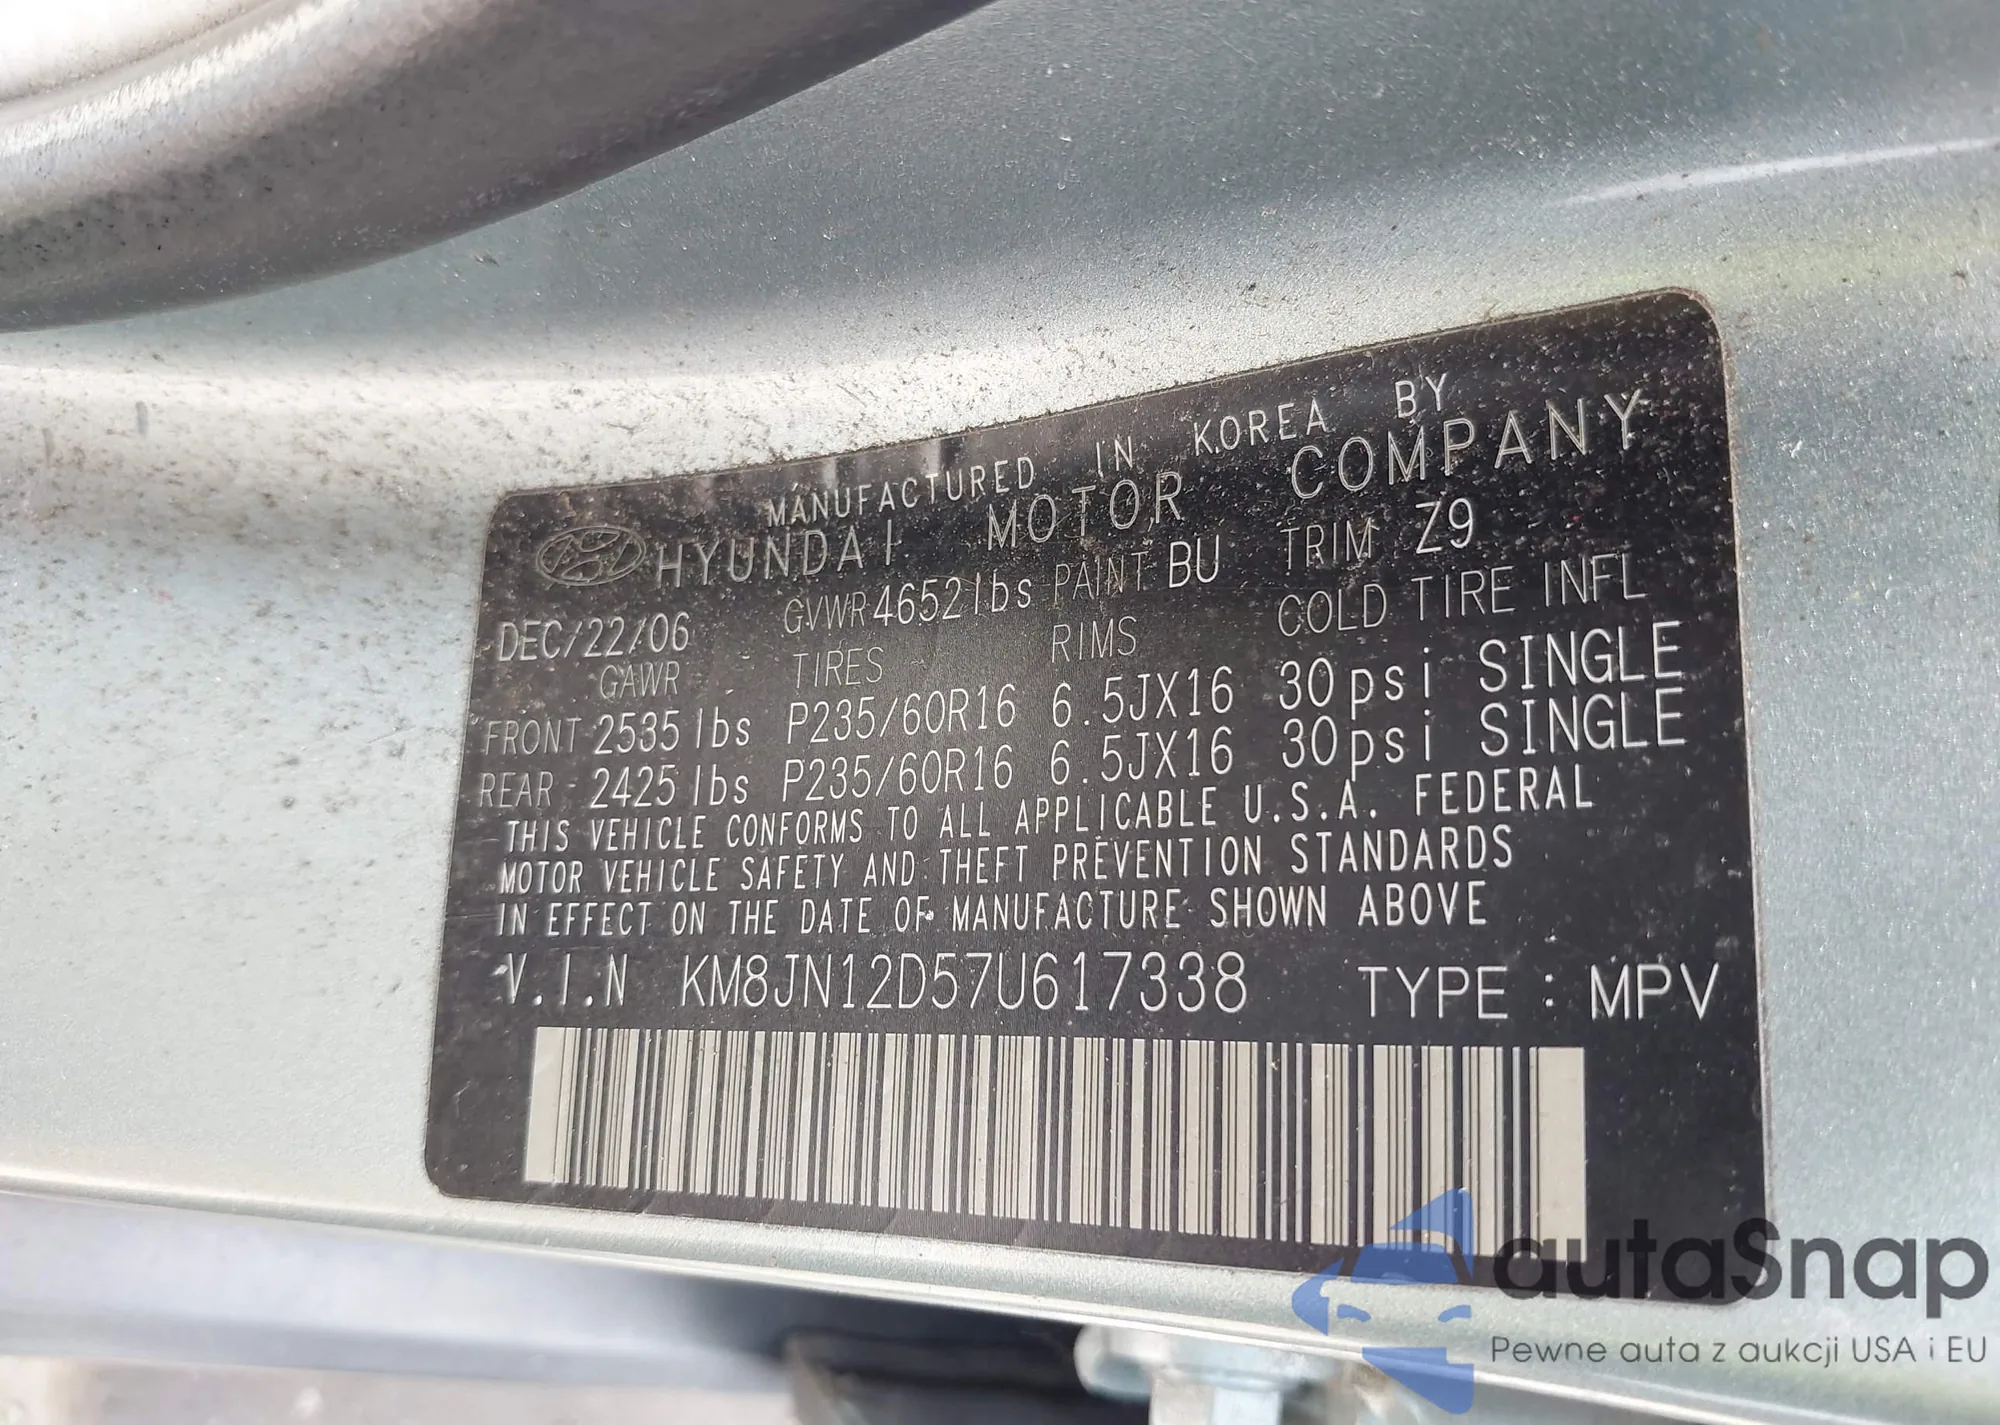 MANUFACTURED IN KOREA BY
HYUNDAI MOTOR COMPANY
DEC/22/06 GVWR 4652 lbs PAINT BU TRIM Z9
GAWR TIRES RIMS COLD TIRE INFL
FRONT 2535 lbs P235/60R16 6.5JX16 30psi SINGLE
REAR 2425 lbs P235/60R16 6.5JX16 30psi SINGLE
THIS VEHICLE CONFORMS TO ALL APPLICABLE U.S.A. FEDERAL
MOTOR VEHICLE SAFETY AND THEFT PREVENTION STANDARDS
IN EFFECT ON THE DATE OF MANUFACTURE SHOWN ABOVE
V.I.N KM8JN12D57U617338 TYPE : MPV
autaSnap
Pewne auta z aukcji USA i EU